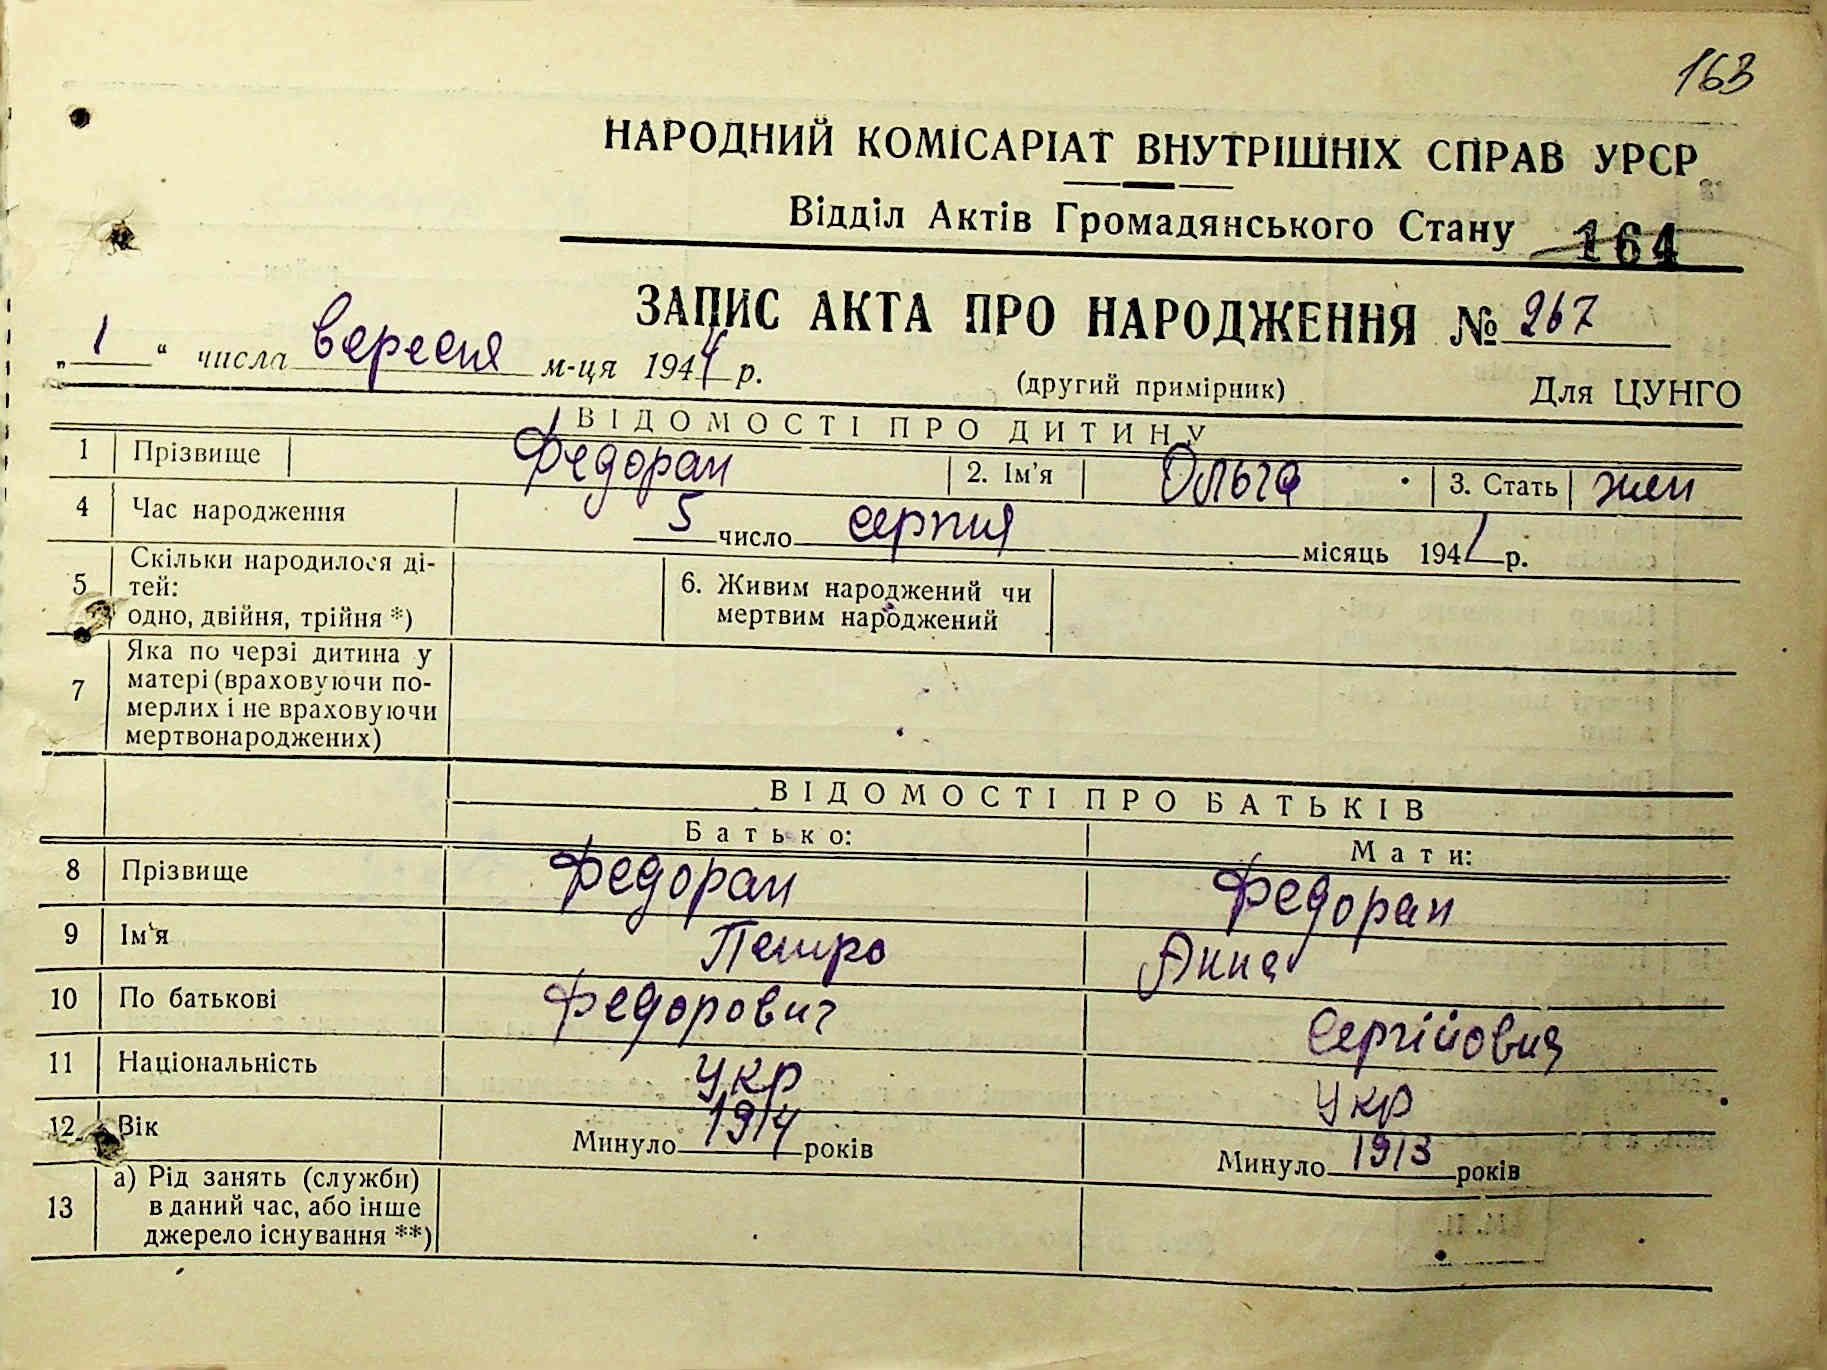 163
НАРОДНИЙ КОМІСАРІАТ ВНУТРІШНІХ СПРАВ УРСР
Відділ Актів Громадянського Стану 164
ЗАПИС АКТА ПРО НАРОДЖЕННЯ № 267
„ 1 “ числа вересня м-ця 1944 р.
(другий примірник) Для ЦУНГО
ВІДОМОСТІ ПРО ДИТИНУ
1 Прізвище Федоран 2. Ім'я Ольга 3. Стать жен
4 Час народження 5 число серпня місяць 1941 р.
5 Скільки народилося ді-
тей:
одно, двійня, трійня *)
6. Живим народжений чи
мертвим народжений
7 Яка по черзі дитина у
матері (враховуючи по-
мерлих і не враховуючи
мертвонароджених)
ВІДОМОСТІ ПРО БАТЬКІВ
Батько: Мати:
8 Прізвище Федоран Федоран
9 Ім'я Петро Анна
10 По батькові Федорович Сергійовна
11 Національність укр укр
12 Вік Минуло 1914 років Минуло 1913 років
13 а) Рід занять (служби)
в даний час, або інше
джерело існування **)